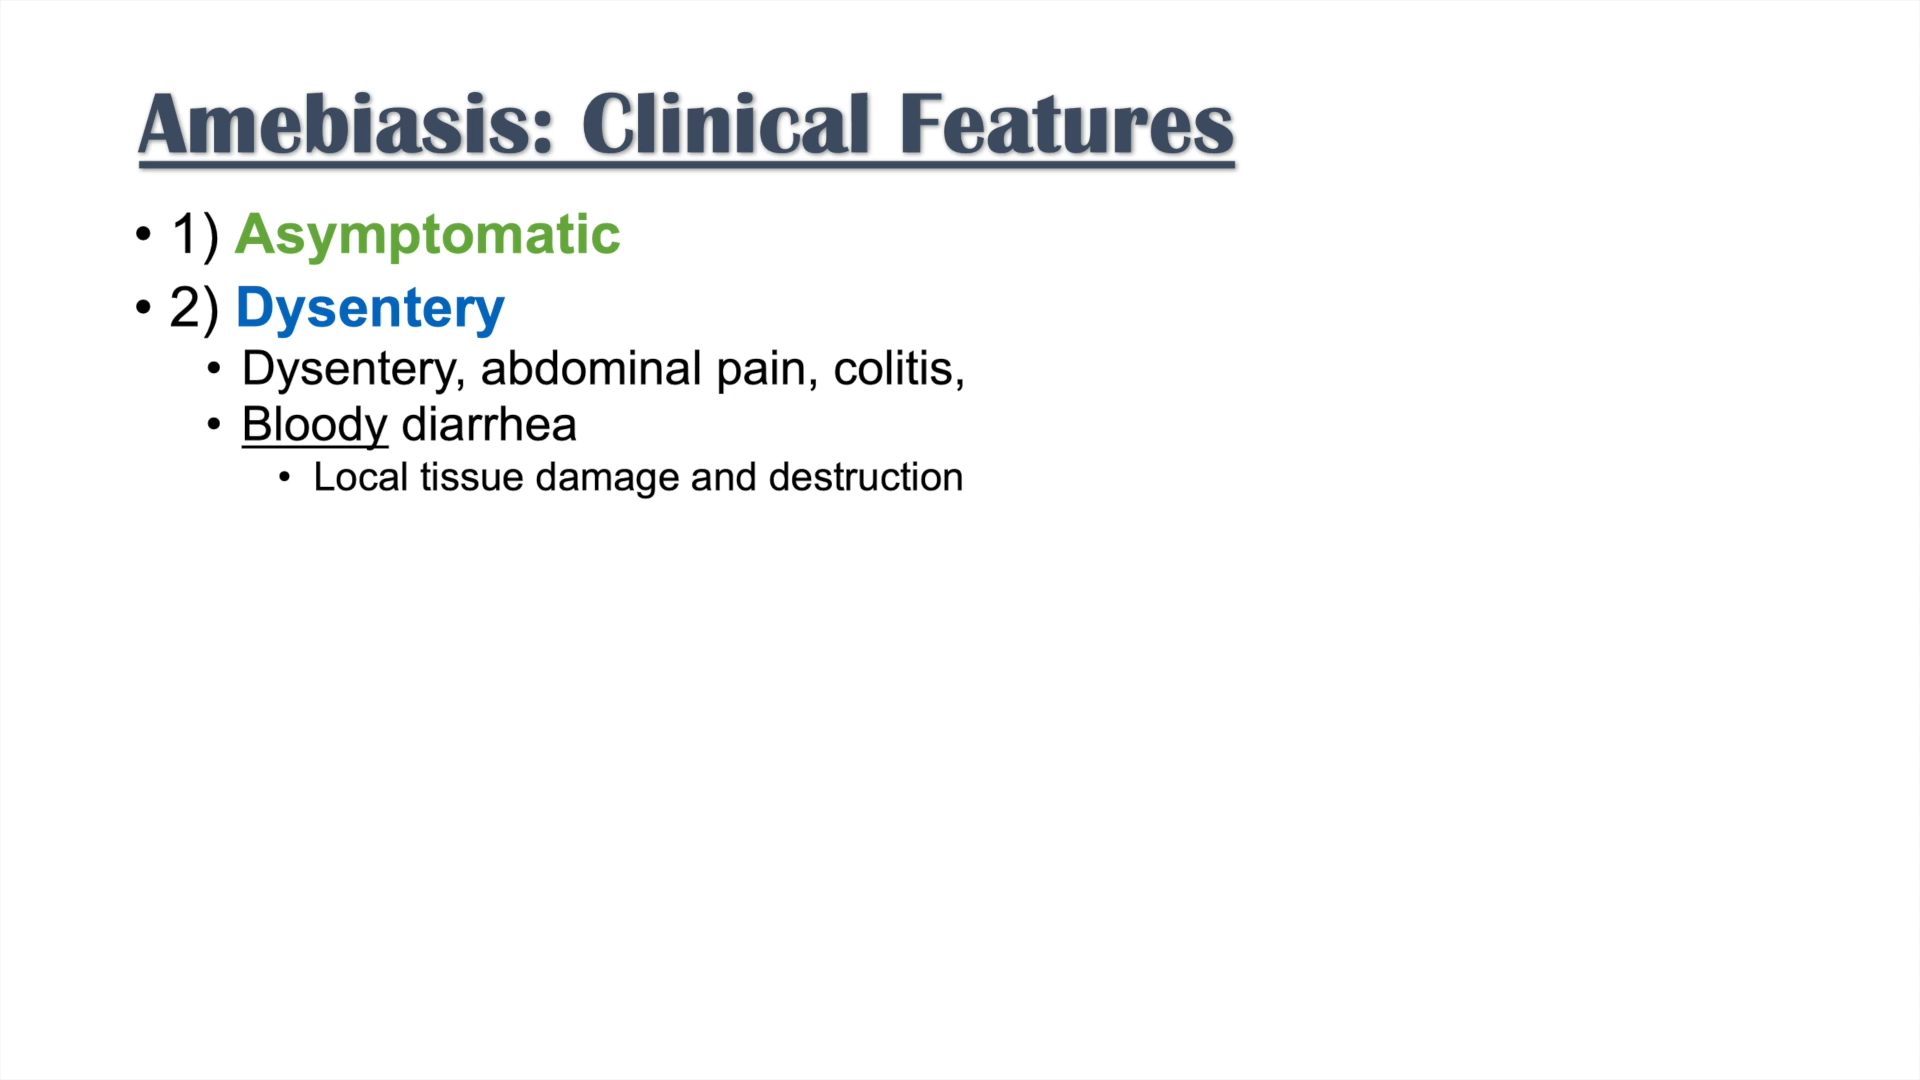 Amebiasis: Clinical Features
• 1) Asymptomatic
• 2) Dysentery
• Dysentery, abdominal pain, colitis,
• Bloody diarrhea
• Local tissue damage and destruction